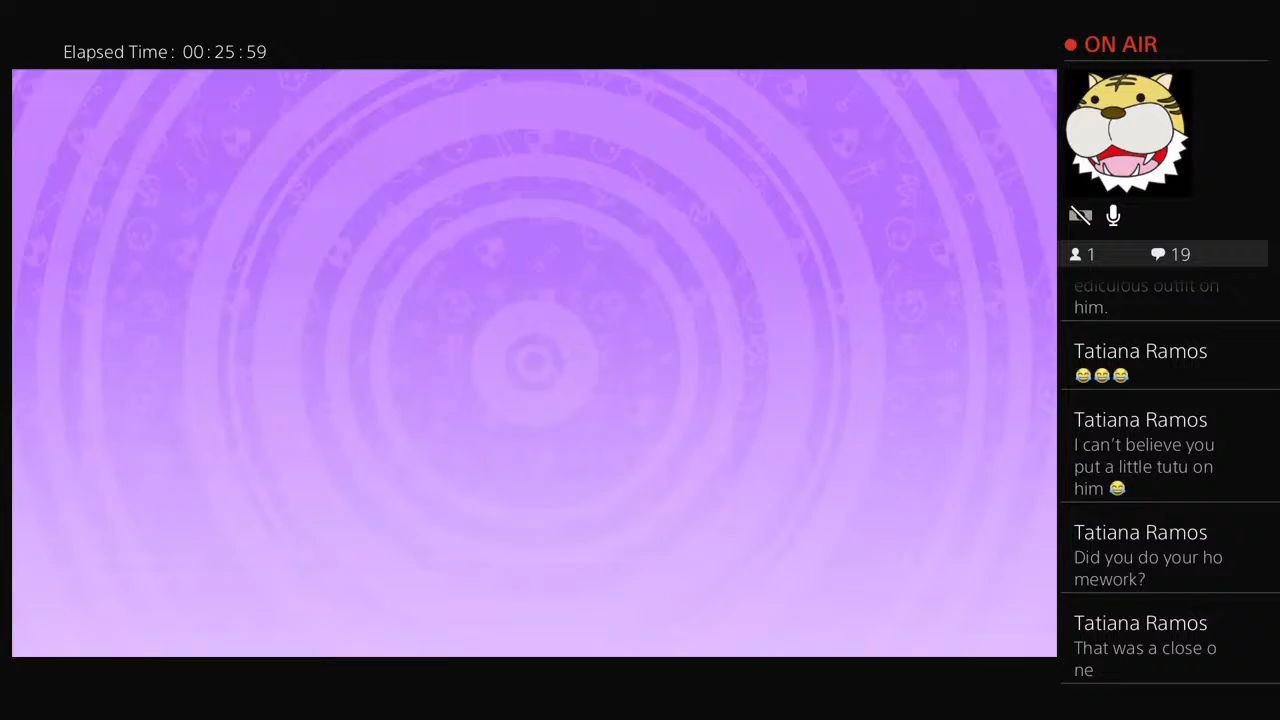 Elapsed Time: 00:25:59
ON AIR
1 19
ediculous outfit on
him.
Tatiana Ramos
😂😂😂
Tatiana Ramos
I can't believe you
put a little tutu on
him 😂
Tatiana Ramos
Did you do your ho
mework?
Tatiana Ramos
That was a close o
ne